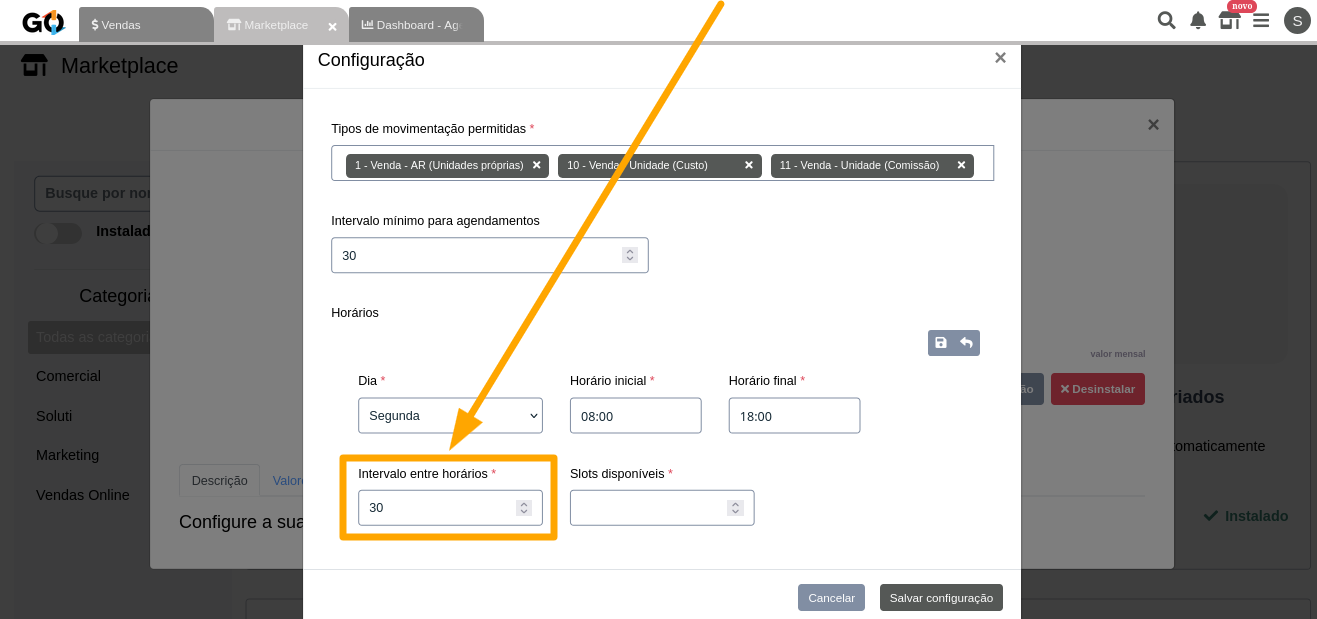 GO
Vendas
Marketplace
Dashboard - Ag
novo
S
Marketplace
Configuração
Tipos de movimentação permitidas *
1 - Venda - AR (Unidades próprias)
10 - Venda - Unidade (Custo)
11 - Venda - Unidade (Comissão)
Busque por no
Intervalo mínimo para agendamentos
Instalad
30
Categoria
Horários
Todas as categori
valor mensal
Comercial
Dia *
Horário inicial *
Horário final *
ão
Desinstalar
riados
Soluti
Segunda
08:00
18:00
Marketing
omaticamente
Intervalo entre horários *
Slots disponíveis *
Descrição
Valore
Vendas Online
30
Configure a sua
Instalado
Cancelar
Salvar configuração